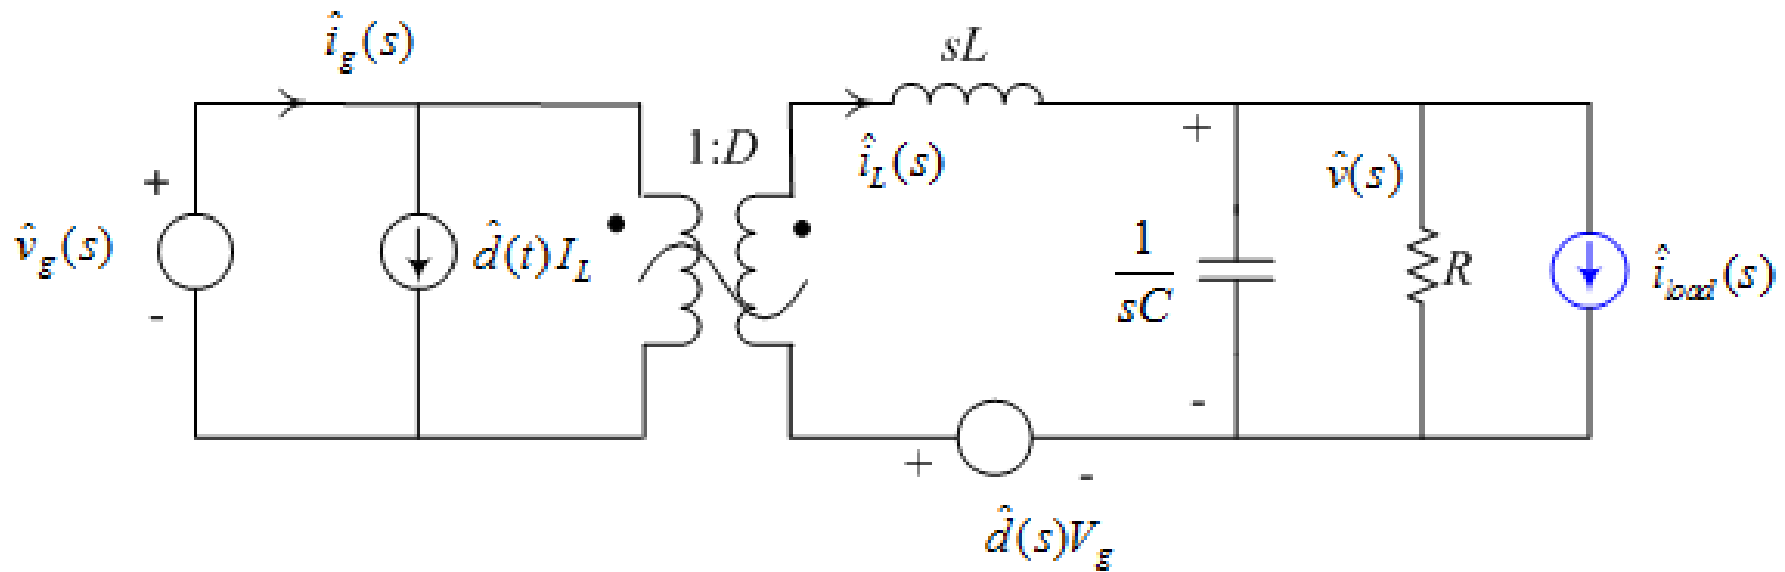 î_g(s)
sL
1:D
î_L(s)
+
v̂(s)
+
v̂_g(s)
d̂(t)I_L
1
sC
R
î_load(s)
-
-
+
-
d̂(s)V_g